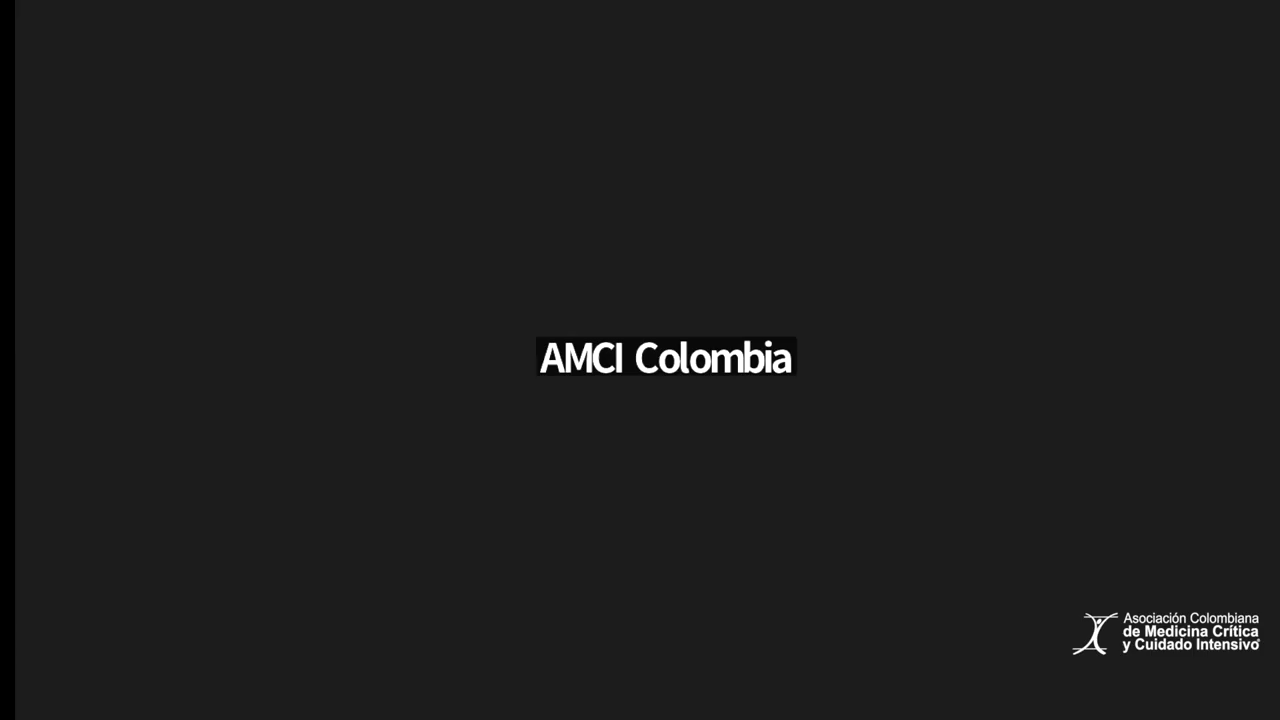 AMCI Colombia
Asociación Colombiana
de Medicina Crítica
y Cuidado Intensivo